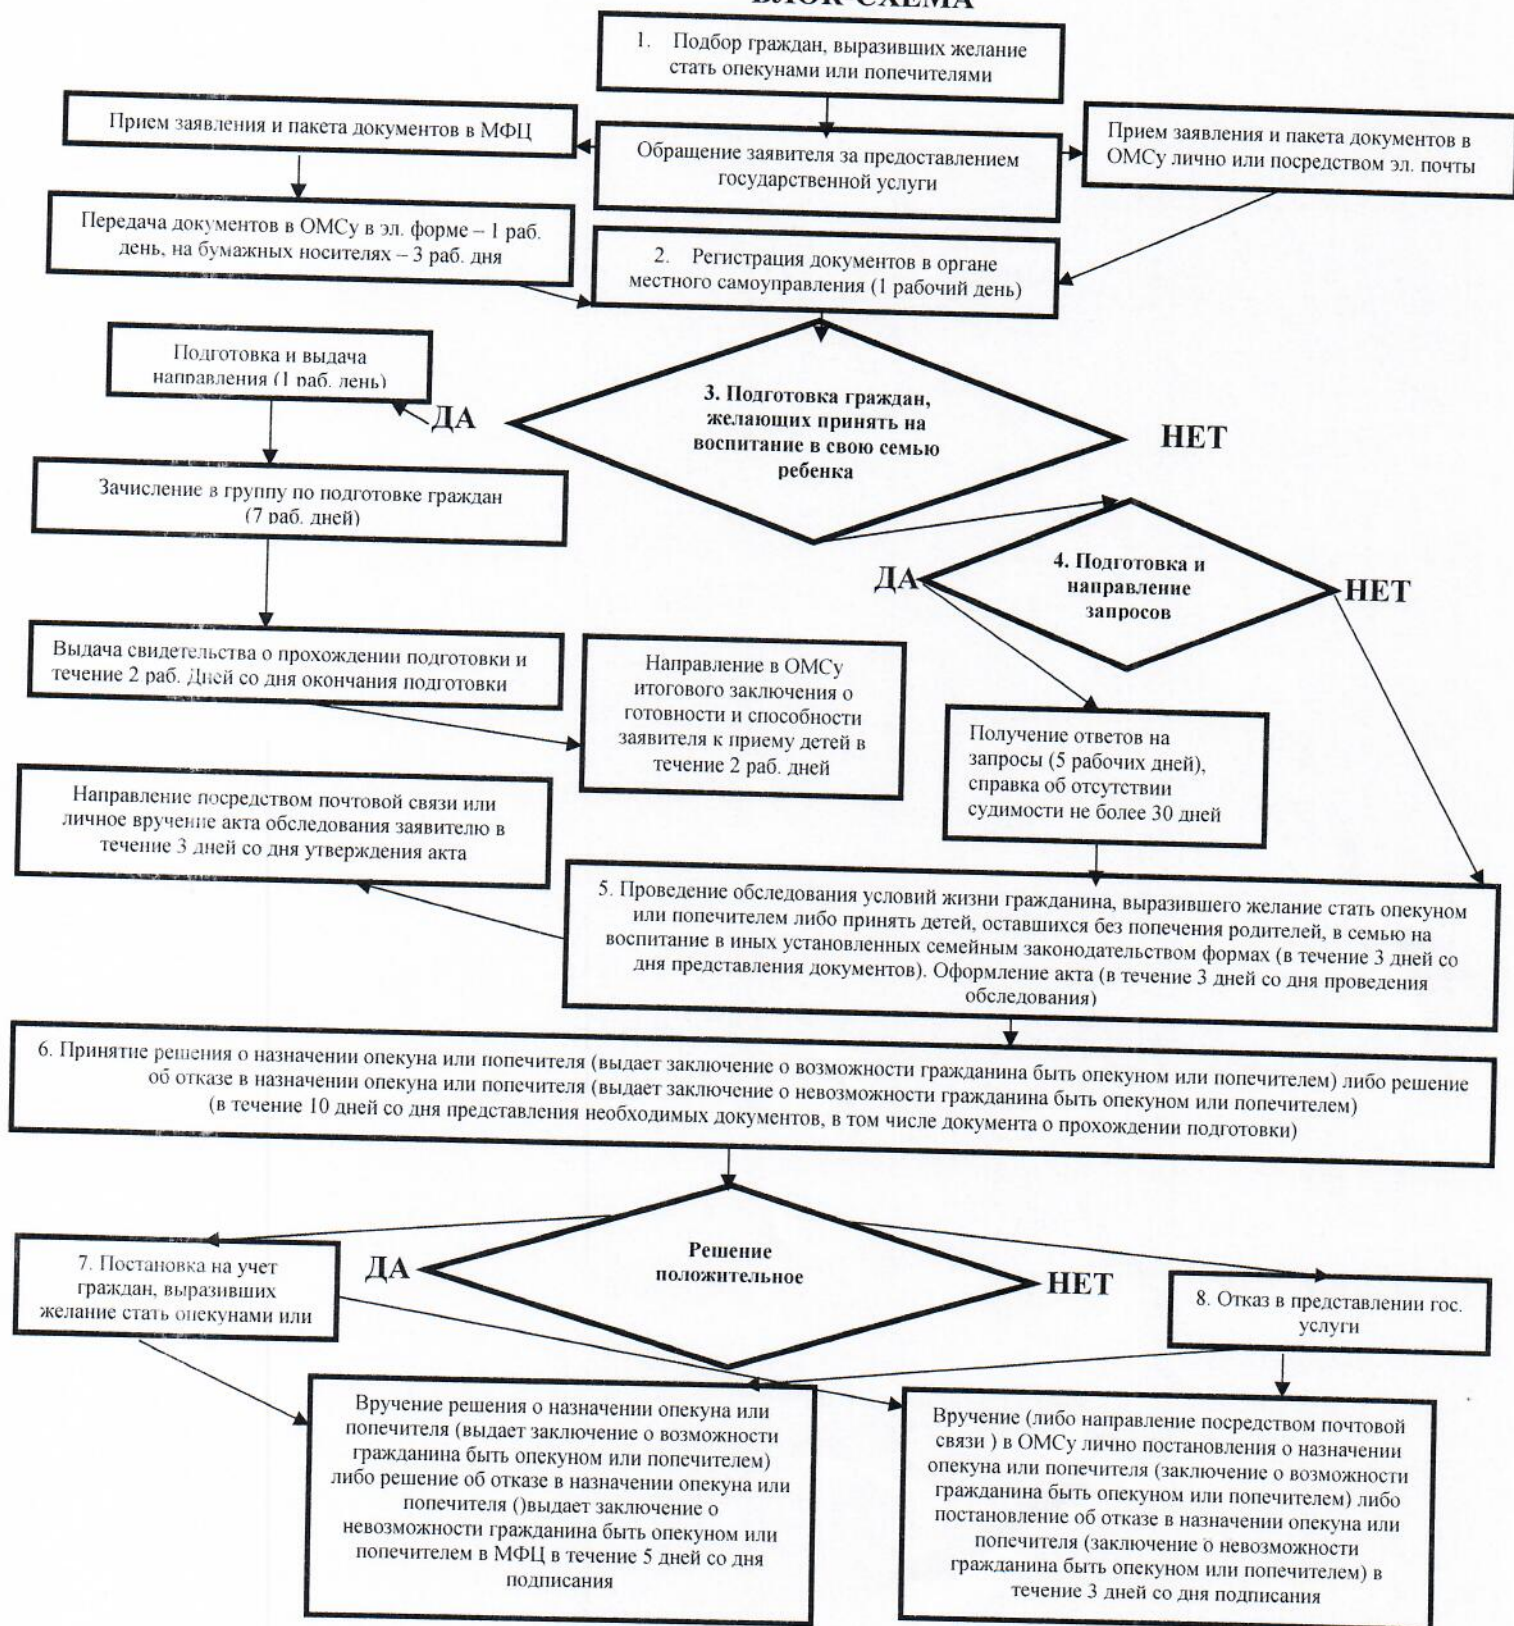 БЛОК-СХЕМА
1. Подбор граждан, выразивших желание
стать опекунами или попечителями
Прием заявления и пакета документов в МФЦ
Обращение заявителя за предоставлением
государственной услуги
Прием заявления и пакета документов в
ОМСу лично или посредством эл. почты
Передача документов в ОМСу в эл. форме – 1 раб.
день, на бумажных носителях – 3 раб. дня
2. Регистрация документов в органе
местного самоуправления (1 рабочий день)
Подготовка и выдача
направления (1 раб. день)
3. Подготовка граждан,
желающих принять на
воспитание в свою семью
ребенка
ДА
НЕТ
Зачисление в группу по подготовке граждан
(7 раб. дней)
4. Подготовка и
направление
запросов
ДА
НЕТ
Выдача свидетельства о прохождении подготовки и
течение 2 раб. Дней со дня окончания подготовки
Направление в ОМСу
итогового заключения о
готовности и способности
заявителя к приему детей в
течение 2 раб. дней
Получение ответов на
запросы (5 рабочих дней),
справка об отсутствии
судимости не более 30 дней
Направление посредством почтовой связи или
личное вручение акта обследования заявителю в
течение 3 дней со дня утверждения акта
5. Проведение обследования условий жизни гражданина, выразившего желание стать опекуном
или попечителем либо принять детей, оставшихся без попечения родителей, в семью на
воспитание в иных установленных семейным законодательством формах (в течение 3 дней со
дня представления документов). Оформление акта (в течение 3 дней со дня проведения
обследования)
6. Принятие решения о назначении опекуна или попечителя (выдает заключение о возможности гражданина быть опекуном или попечителем) либо решение
об отказе в назначении опекуна или попечителя (выдает заключение о невозможности гражданина быть опекуном или попечителем)
(в течение 10 дней со дня представления необходимых документов, в том числе документа о прохождении подготовки)
Решение
положительное
ДА
НЕТ
7. Постановка на учет
граждан, выразивших
желание стать опекунами или
8. Отказ в представлении гос.
услуги
Вручение решения о назначении опекуна или
попечителя (выдает заключение о возможности
гражданина быть опекуном или попечителем)
либо решение об отказе в назначении опекуна или
попечителя ()выдает заключение о
невозможности гражданина быть опекуном или
попечителем в МФЦ в течение 5 дней со дня
подписания
Вручение (либо направление посредством почтовой
связи ) в ОМСу лично постановления о назначении
опекуна или попечителя (заключение о возможности
гражданина быть опекуном или попечителем) либо
постановление об отказе в назначении опекуна или
попечителя (заключение о невозможности
гражданина быть опекуном или попечителем) в
течение 3 дней со дня подписания